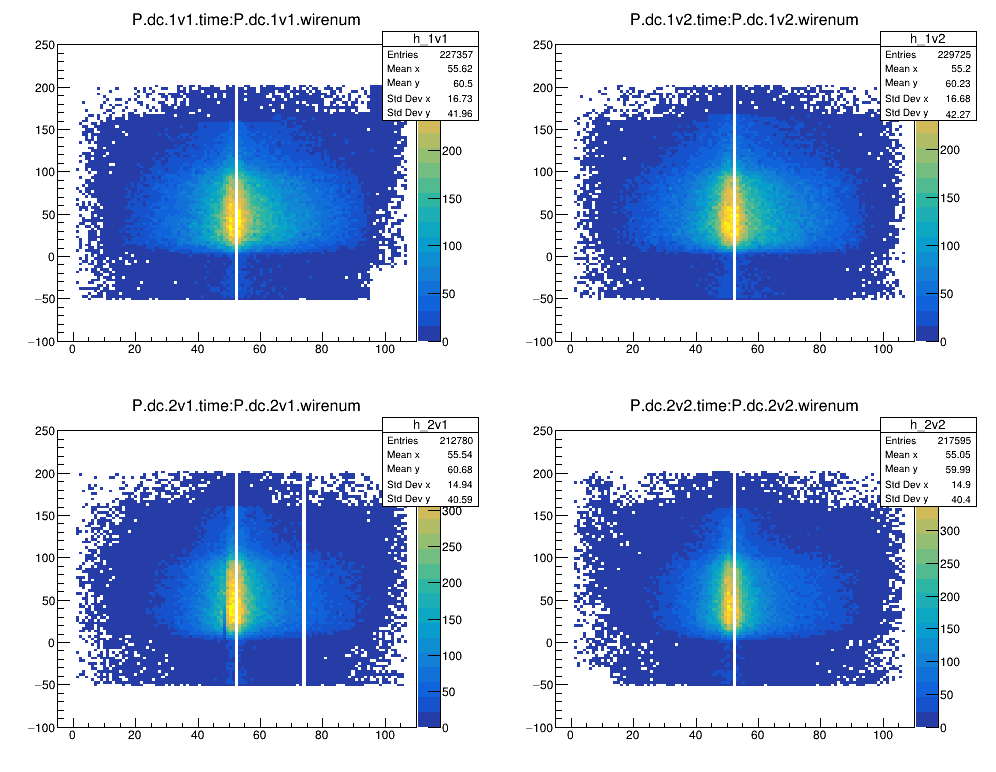 P.dc.1v1.time:P.dc.1v1.wirenum
h_1v1
Entries 227357
Mean x 55.62
Mean y 60.5
Std Dev x 16.73
Std Dev y 41.96
250
200
150
100
50
0
−50
−100
0 20 40 60 80 100
200
150
100
50
0
P.dc.1v2.time:P.dc.1v2.wirenum
h_1v2
Entries 229725
Mean x 55.2
Mean y 60.23
Std Dev x 16.68
Std Dev y 42.27
250
200
150
100
50
0
−50
−100
0 20 40 60 80 100
200
150
100
50
0
P.dc.2v1.time:P.dc.2v1.wirenum
h_2v1
Entries 212780
Mean x 55.54
Mean y 60.68
Std Dev x 14.94
Std Dev y 40.59
250
200
150
100
50
0
−50
−100
0 20 40 60 80 100
300
250
200
150
100
50
0
P.dc.2v2.time:P.dc.2v2.wirenum
h_2v2
Entries 217595
Mean x 55.05
Mean y 59.99
Std Dev x 14.9
Std Dev y 40.4
250
200
150
100
50
0
−50
−100
0 20 40 60 80 100
300
250
200
150
100
50
0